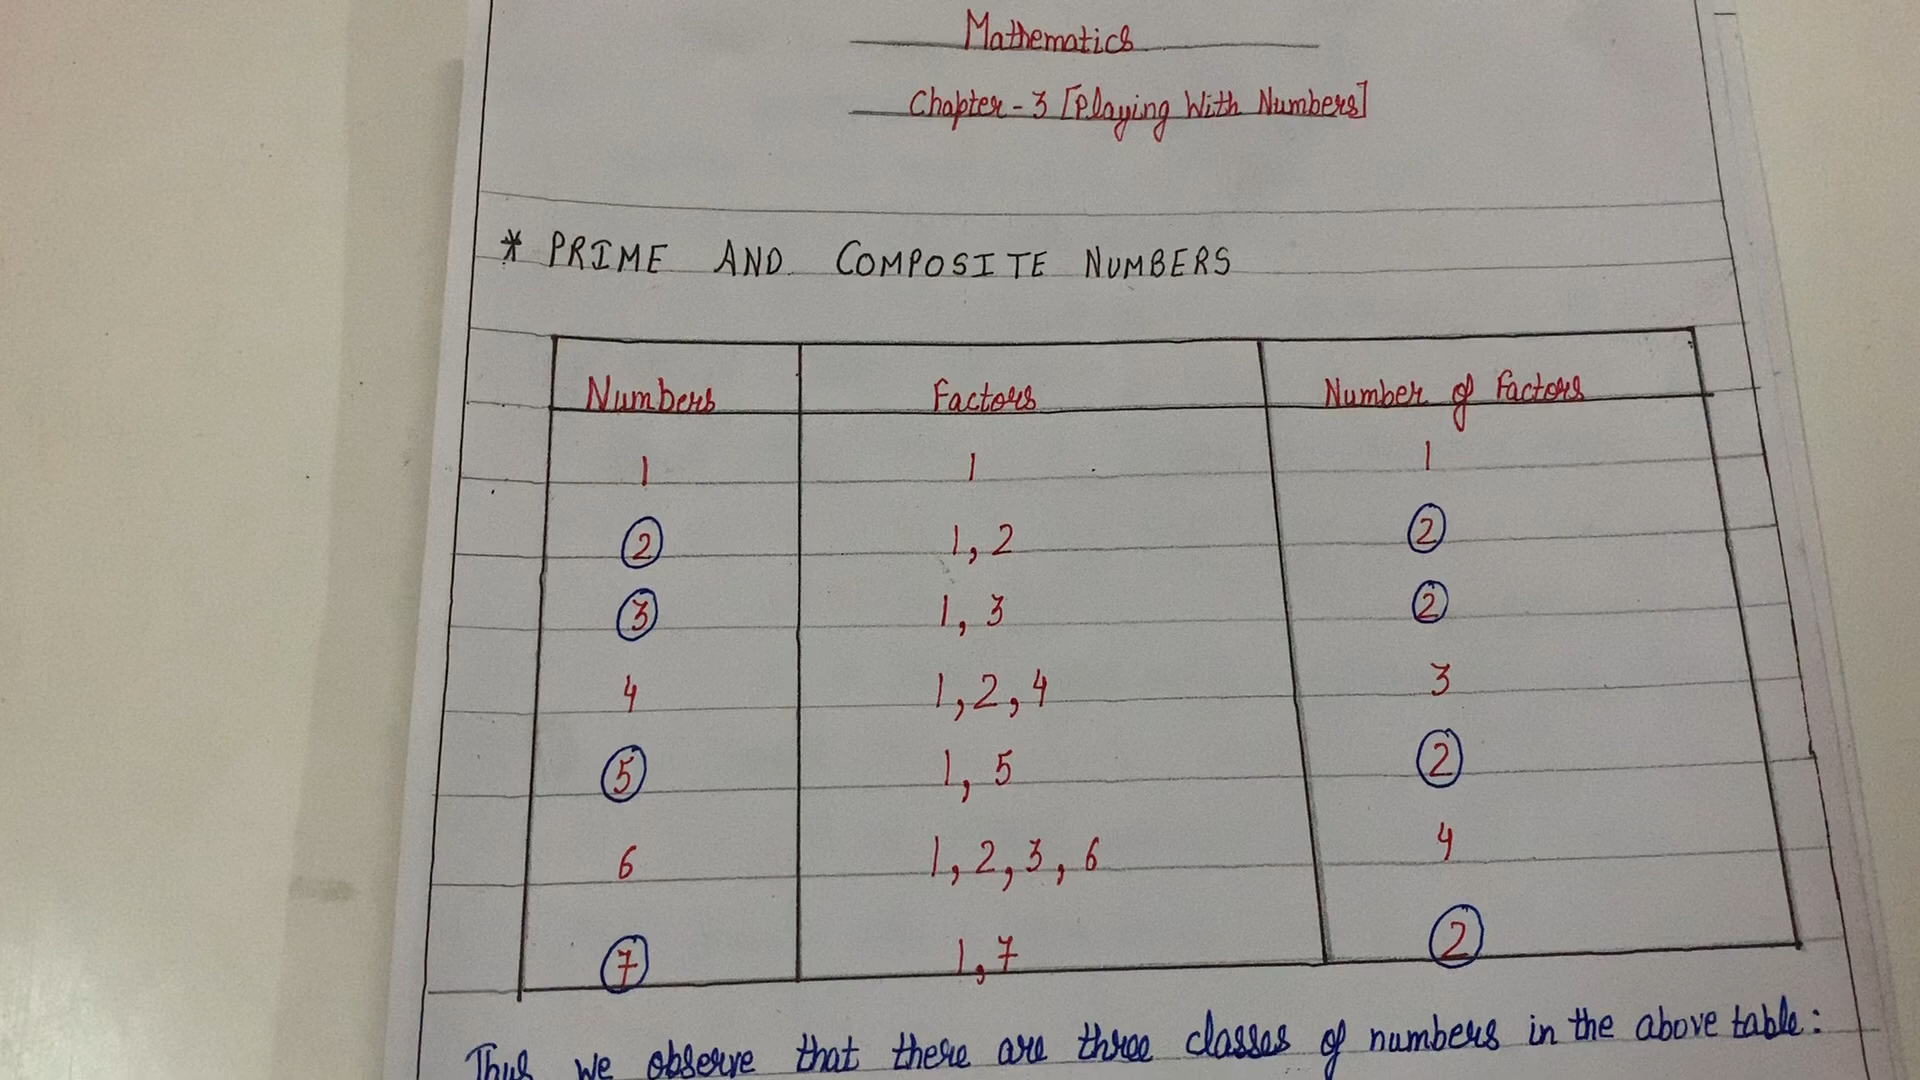 Mathematics
Chapter - 3 [Playing With Numbers]
* PRIME AND COMPOSITE NUMBERS
Numbers Factors Number of Factors
1 1 1
2 1, 2 2
3 1, 3 2
4 1, 2, 4 3
5 1, 5 2
6 1, 2, 3, 6 4
7 1, 7 2
Thus we observe that there are three classes of numbers in the above table: